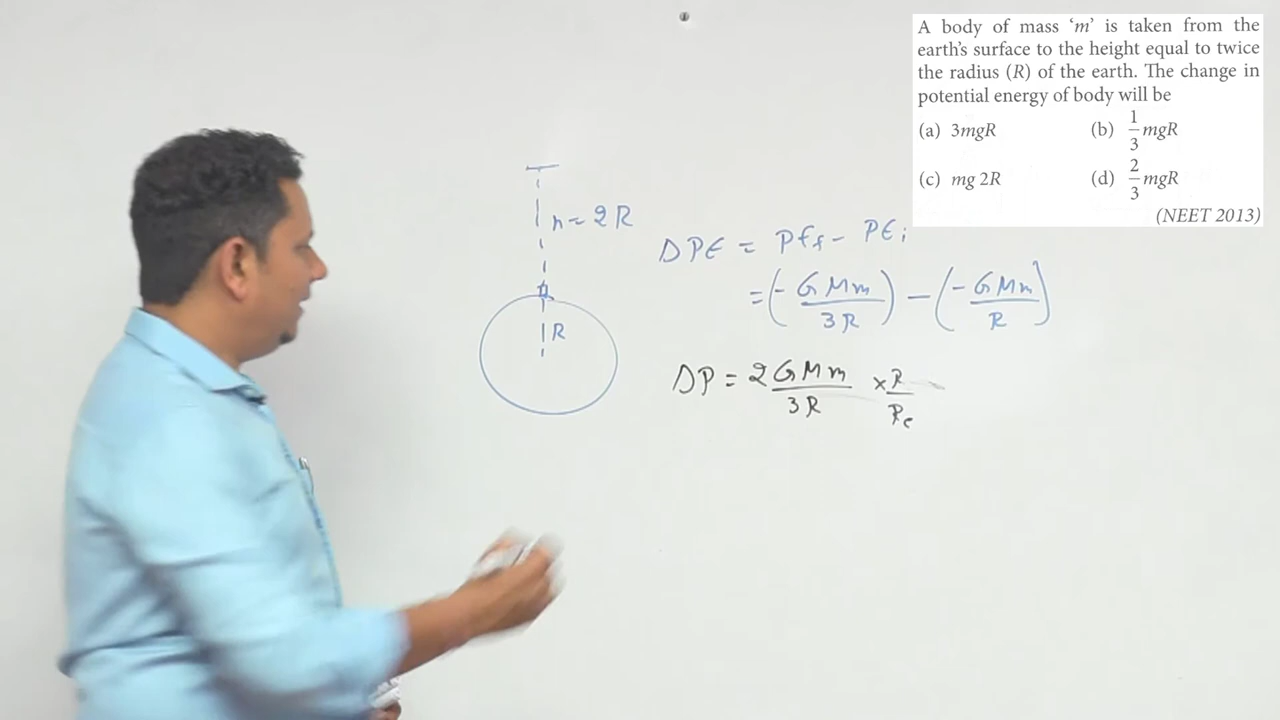 A body of mass ‘m’ is taken from the
earth’s surface to the height equal to twice
the radius (R) of the earth. The change in
potential energy of body will be
(a) 3mgR (b) 1/3 mgR
(c) mg 2R (d) 2/3 mgR
(NEET 2013)
h = 2R
R
ΔPE = PEf - PEi
= (- GMm / 3R) - (- GMm / R)
ΔP = 2 GMm / 3R × R /